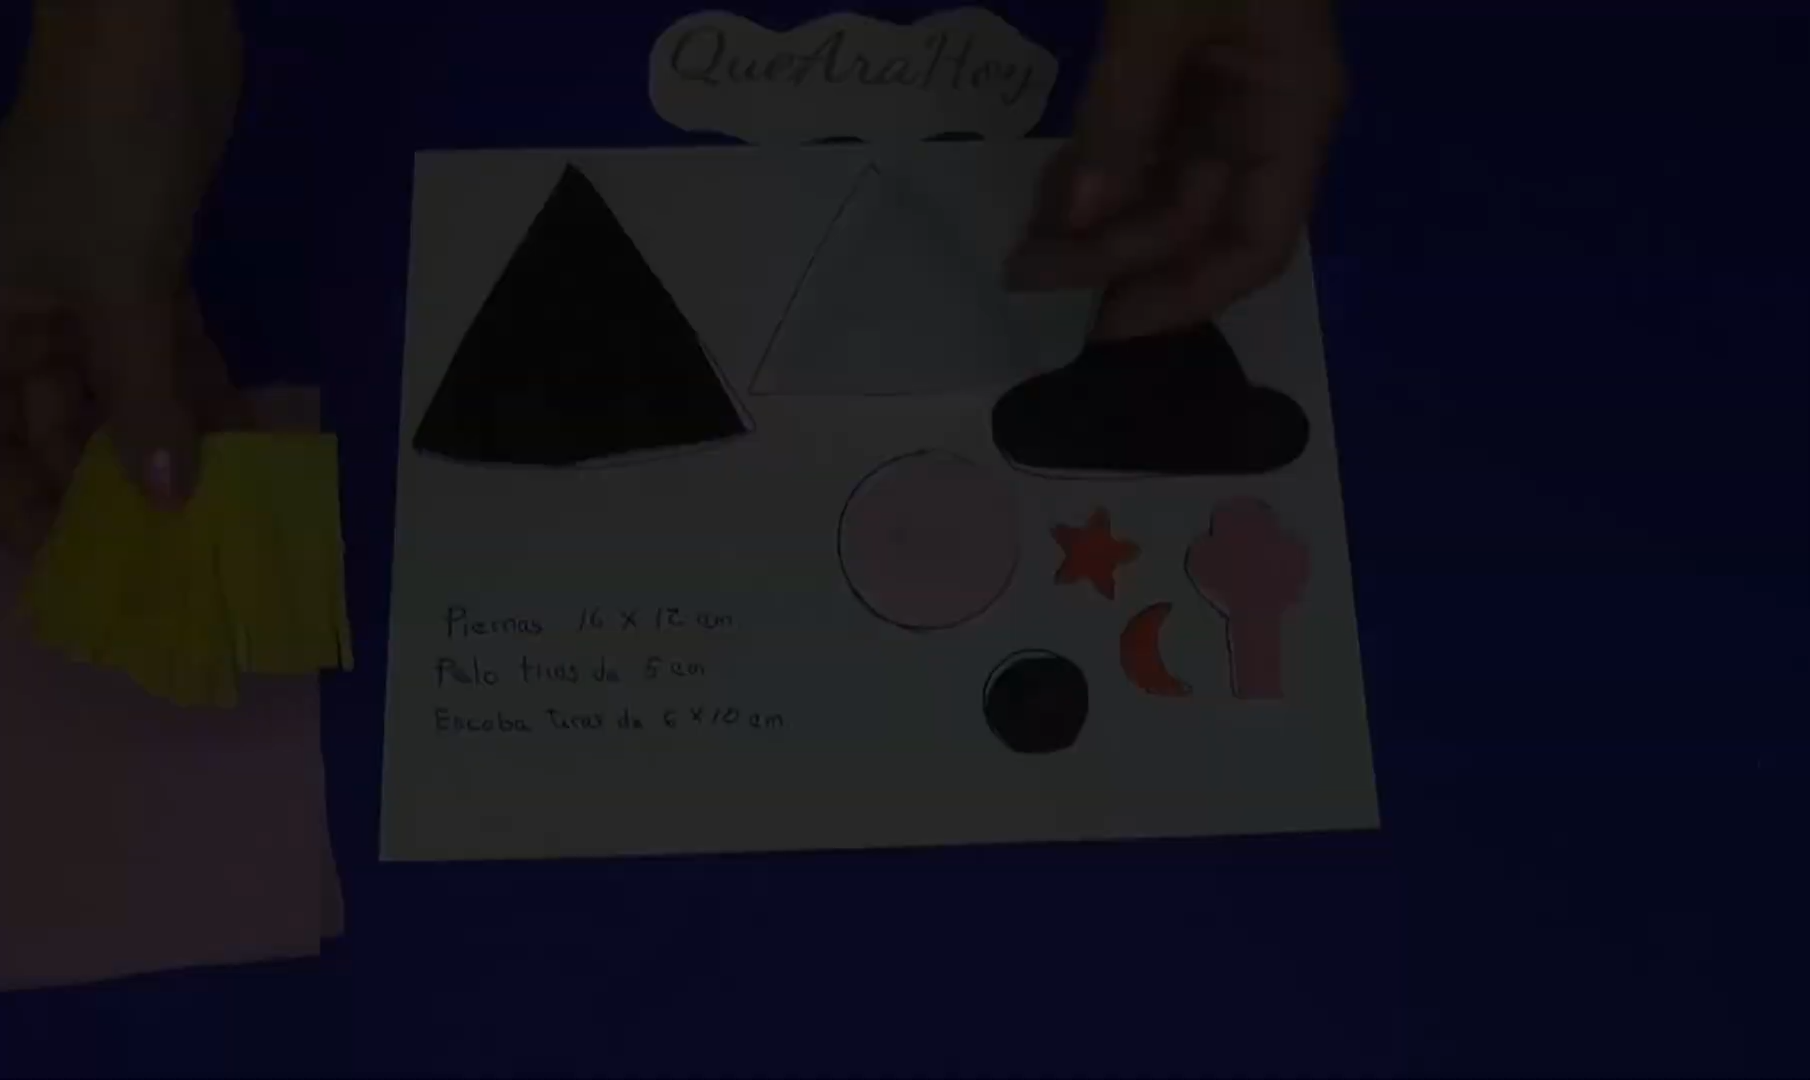 QueAraHoy
Piernas 16 X 12 cm
Pelo tiras de 5 cm
Escoba tiras de 6 X 10 cm